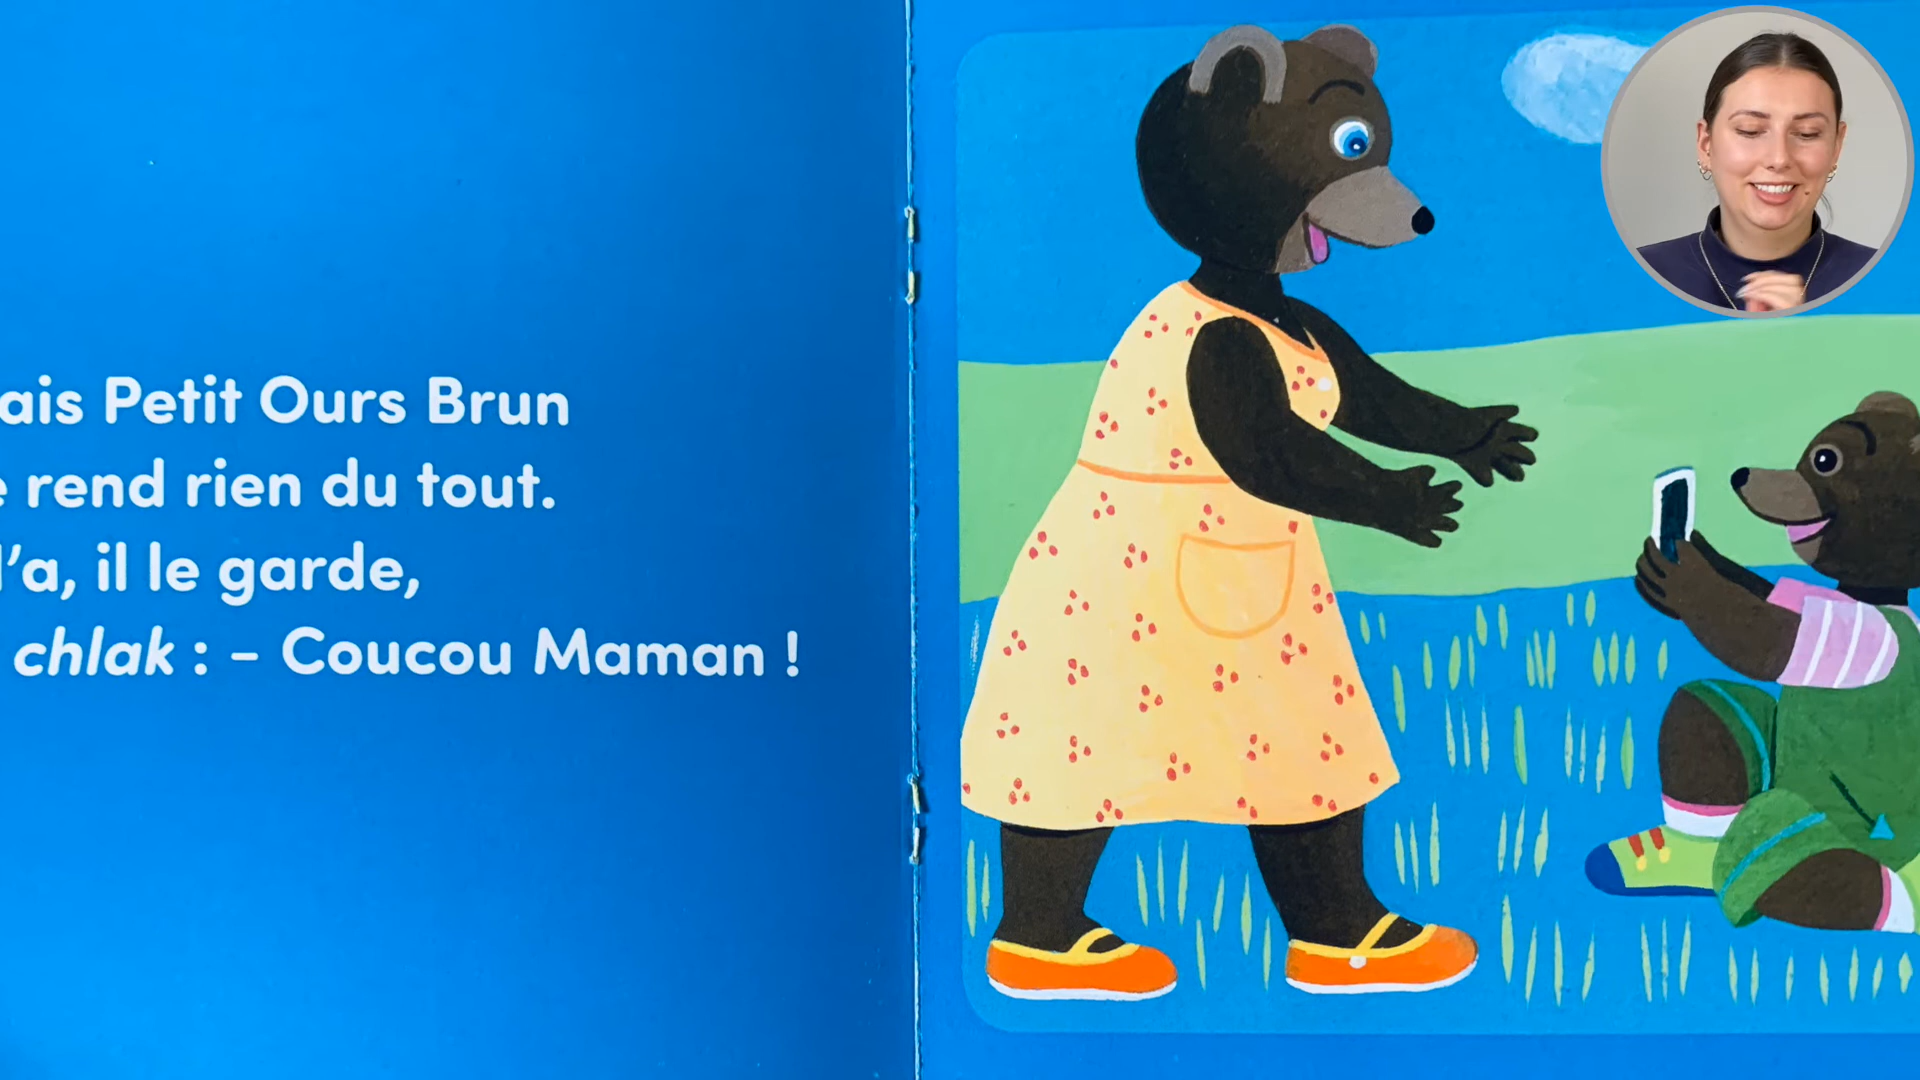 ais Petit Ours Brun
rend rien du tout.
l'a, il le garde,
chlak : – Coucou Maman !